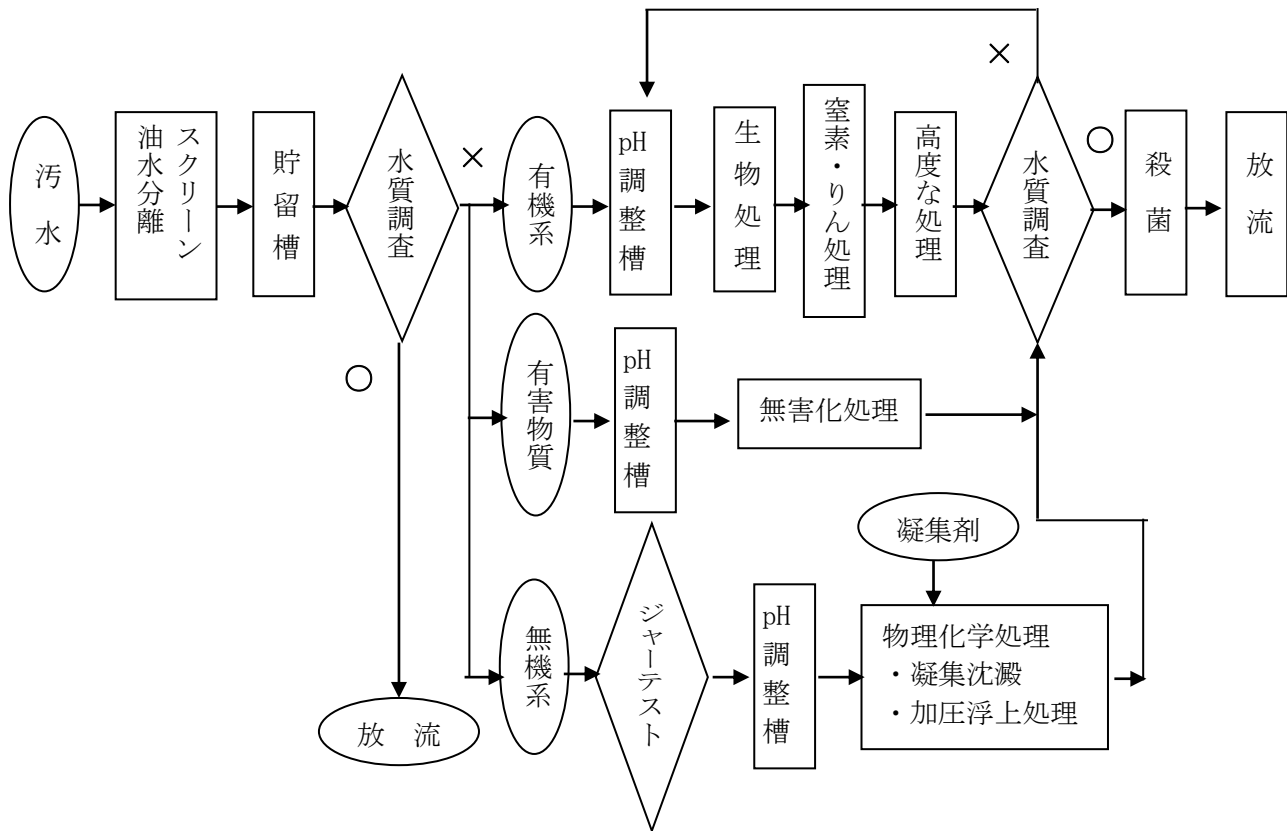 汚水
スクリーン
油水分離
貯留槽
水質調査
×
○
放 流
有機系
pH調整槽
生物処理
窒素・りん処理
高度な処理
水質調査
×
○
殺菌
放流
有害物質
pH調整槽
無害化処理
無機系
ジャーテスト
pH調整槽
凝集剤
物理化学処理
・凝集沈澱
・加圧浮上処理